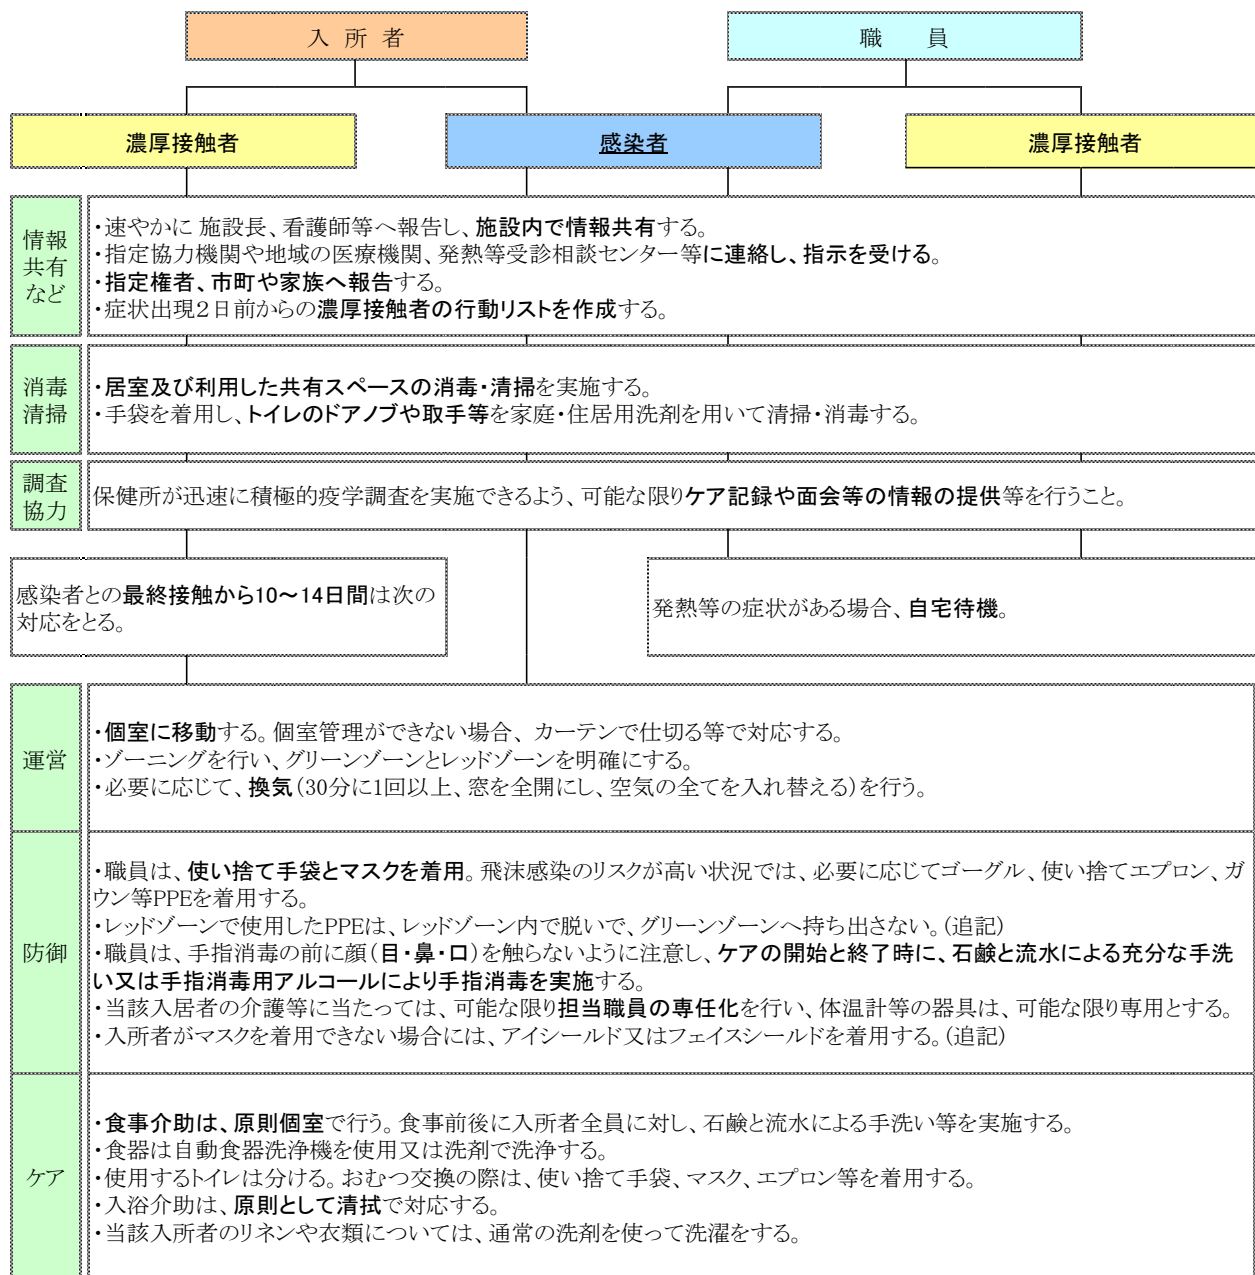 入 所 者
職 員
濃厚接触者
感染者
濃厚接触者
情報
共有
など
・速やかに 施設長、看護師等へ報告し、施設内で情報共有する。
・指定協力機関や地域の医療機関、発熱等受診相談センター等に連絡し、指示を受ける。
・指定権者、市町や家族へ報告する。
・症状出現２日前からの濃厚接触者の行動リストを作成する。
消毒
清掃
・居室及び利用した共有スペースの消毒・清掃を実施する。
・手袋を着用し、トイレのドアノブや取手等を家庭・住居用洗剤を用いて清掃・消毒する。
調査
協力
保健所が迅速に積極的疫学調査を実施できるよう、可能な限りケア記録や面会等の情報の提供等を行うこと。
感染者との最終接触から10～14日間は次の
対応をとる。
発熱等の症状がある場合、自宅待機。
運営
・個室に移動する。個室管理ができない場合、カーテンで仕切る等で対応する。
・ゾーニングを行い、グリーンゾーンとレッドゾーンを明確にする。
・必要に応じて、換気（30分に1回以上、窓を全開にし、空気の全てを入れ替える）を行う。
防御
・職員は、使い捨て手袋とマスクを着用。飛沫感染のリスクが高い状況では、必要に応じてゴーグル、使い捨てエプロン、ガ
ウン等PPEを着用する。
・レッドゾーンで使用したPPEは、レッドゾーン内で脱いで、グリーンゾーンへ持ち出さない。（追記）
・職員は、手指消毒の前に顔（目・鼻・口）を触らないように注意し、ケアの開始と終了時に、石鹸と流水による充分な手洗
い又は手指消毒用アルコールにより手指消毒を実施する。
・当該入居者の介護等に当たっては、可能な限り担当職員の専任化を行い、体温計等の器具は、可能な限り専用とする。
・入所者がマスクを着用できない場合には、アイシールド又はフェイスシールドを着用する。（追記）
ケア
・食事介助は、原則個室で行う。食事前後に入所者全員に対し、石鹸と流水による手洗い等を実施する。
・食器は自動食器洗浄機を使用又は洗剤で洗浄する。
・使用するトイレは分ける。おむつ交換の際は、使い捨て手袋、マスク、エプロン等を着用する。
・入浴介助は、原則として清拭で対応する。
・当該入所者のリネンや衣類については、通常の洗剤を使って洗濯をする。